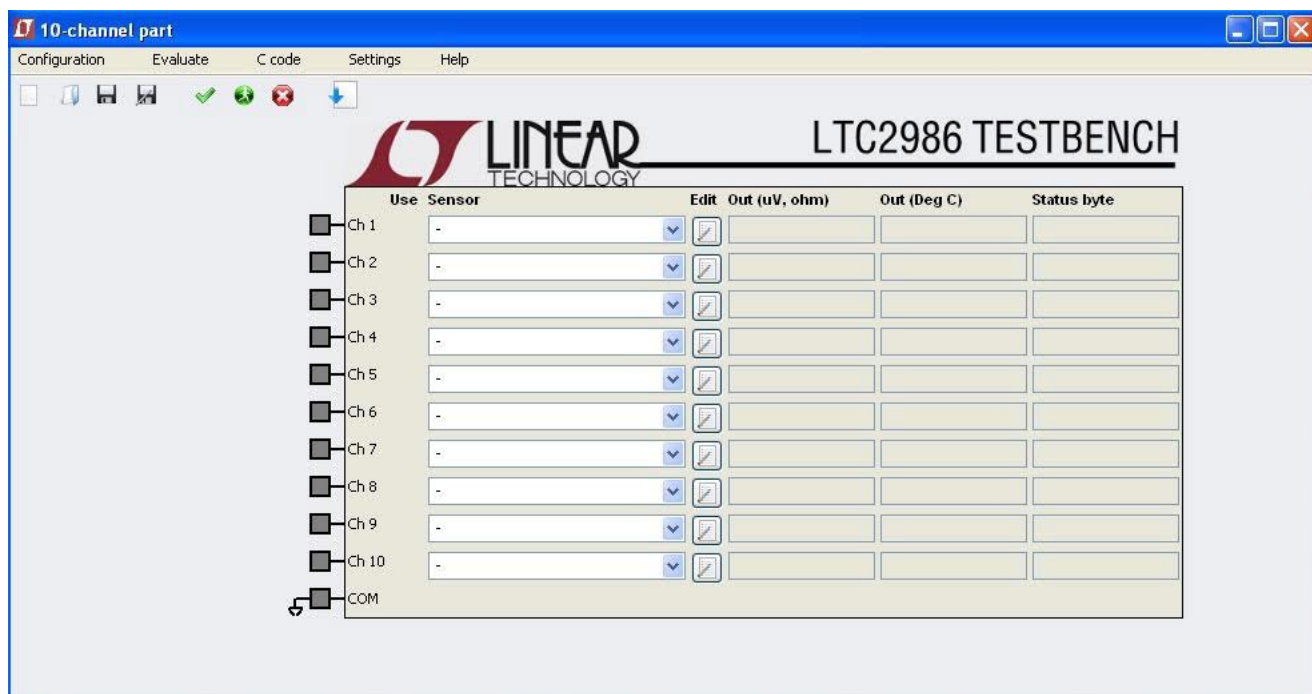 10-channel part
Configuration Evaluate C code Settings Help
LINEAR TECHNOLOGY
LTC2986 TESTBENCH
Use Sensor Edit Out (uV, ohm) Out (Deg C) Status byte
Ch 1 -
Ch 2 -
Ch 3 -
Ch 4 -
Ch 5 -
Ch 6 -
Ch 7 -
Ch 8 -
Ch 9 -
Ch 10 -
COM